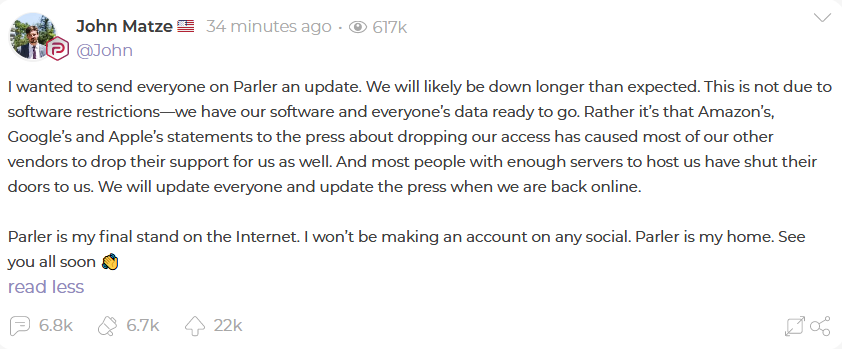 John Matze 34 minutes ago · 617k
@John
I wanted to send everyone on Parler an update. We will likely be down longer than expected. This is not due to
software restrictions—we have our software and everyone's data ready to go. Rather it's that Amazon's,
Google's and Apple's statements to the press about dropping our access has caused most of our other
vendors to drop their support for us as well. And most people with enough servers to host us have shut their
doors to us. We will update everyone and update the press when we are back online.
Parler is my final stand on the Internet. I won't be making an account on any social. Parler is my home. See
you all soon 👏
read less
6.8k 6.7k 22k